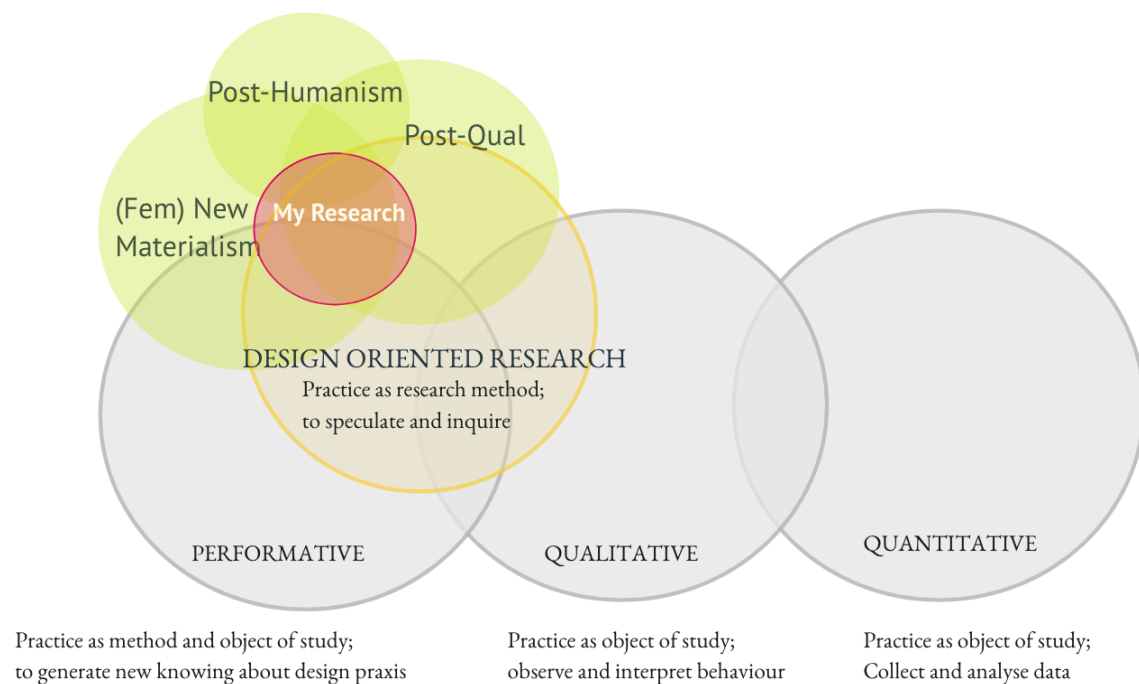 Post-Humanism
Post-Qual
(Fem) New
Materialism
My Research
DESIGN ORIENTED RESEARCH
Practice as research method;
to speculate and inquire
PERFORMATIVE
QUALITATIVE
QUANTITATIVE
Practice as method and object of study;
to generate new knowing about design praxis
Practice as object of study;
observe and interpret behaviour
Practice as object of study;
Collect and analyse data